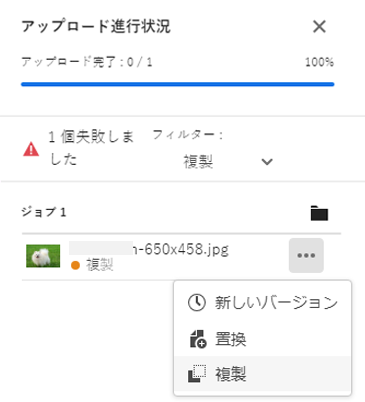 アップロード進行状況
アップロード完了 : 0 / 1 100%
1 個失敗しま
した
フィルター :
複製
ジョブ 1
-650x458.jpg
複製
新しいバージョン
置換
複製